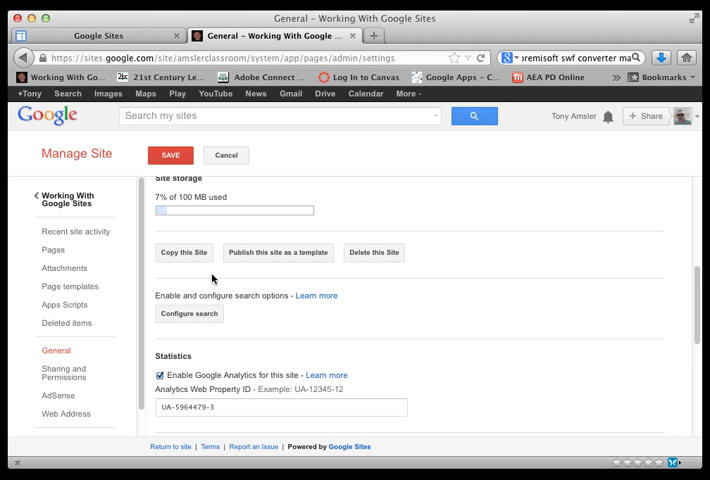 General – Working With Google Sites
Google Sites
General – Working With Google ...
https://sites.google.com/site/amslerclassroom/system/app/pages/admin/settings
remisoft swf converter ma
Working With Go...
21st Century Le...
Adobe Connect ...
Log In to Canvas
Google Apps – C...
AEA PD Online
Bookmarks
+Tony Search Images Maps Play YouTube News Gmail Drive Calendar More
Google
Search my sites
Tony Amsler
+ Share
Manage Site
SAVE
Cancel
Working With
Google Sites
Recent site activity
Pages
Attachments
Page templates
Apps Scripts
Deleted items
General
Sharing and
Permissions
AdSense
Web Address
Site storage
7% of 100 MB used
Copy this Site
Publish this site as a template
Delete this Site
Enable and configure search options - Learn more
Configure search
Statistics
Enable Google Analytics for this site - Learn more
Analytics Web Property ID - Example: UA-12345-12
UA-5964479-3
Return to site | Terms | Report an Issue | Powered by Google Sites